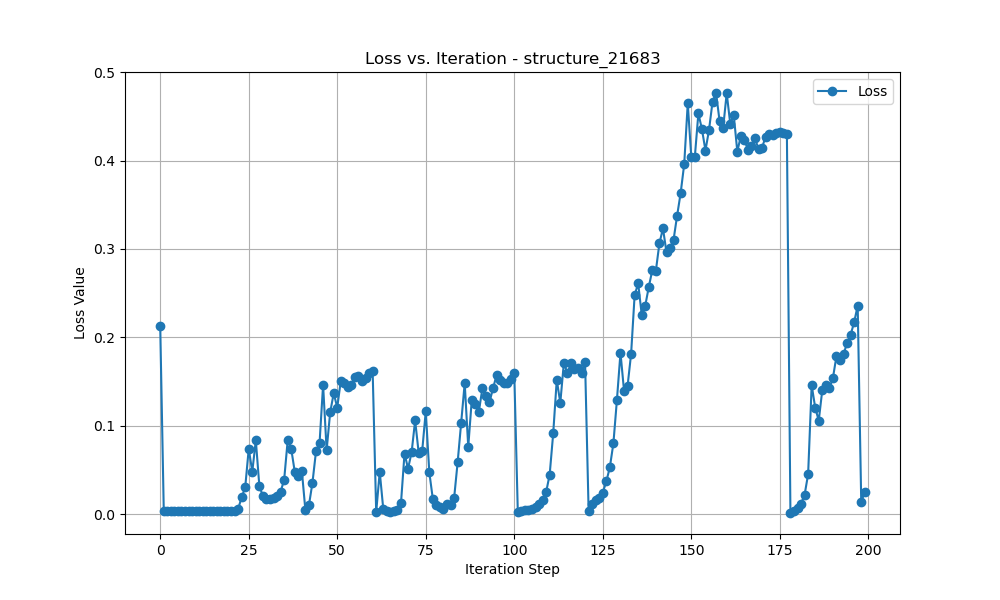 Loss vs. Iteration - structure_21683
Loss
Loss Value
0.5
0.4
0.3
0.2
0.1
0.0
0 25 50 75 100 125 150 175 200
Iteration Step